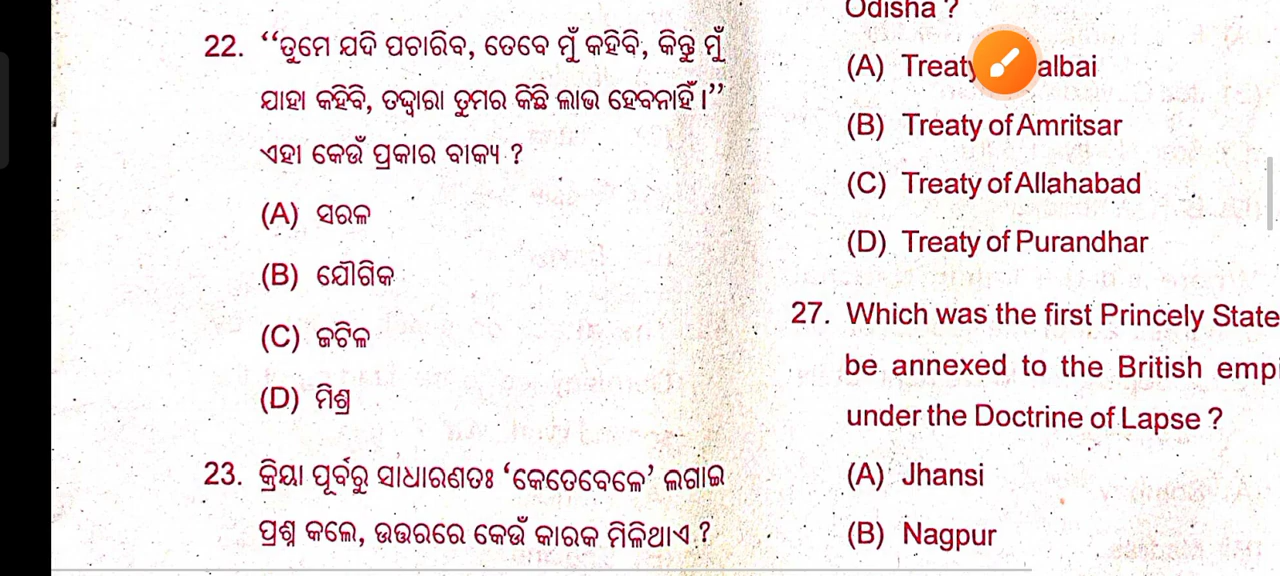 22. “ତୁମେ ଯଦି ପଚାରିବ, ତେବେ ମୁଁ କହିବି, କିନ୍ତୁ ମୁଁ
ଯାହା କହିବି, ତଦ୍ଦ୍ୱାରା ତୁମର କିଛି ଲାଭ ହେବନାହିଁ।”
ଏହା କେଉଁ ପ୍ରକାର ବାକ୍ୟ ?
(A) ସରଳ
(B) ଯୌଗିକ
(C) ଜଟିଳ
(D) ମିଶ୍ର
23. କ୍ରିୟା ପୂର୍ବରୁ ସାଧାରଣତଃ ‘କେତେବେଳେ’ ଲଗାଇ
ପ୍ରଶ୍ନ କଲେ, ଉତ୍ତରରେ କେଉଁ କାରକ ମିଳିଥାଏ ?
Odisha ?
(A) Treaty albai
(B) Treaty of Amritsar
(C) Treaty of Allahabad
(D) Treaty of Purandhar
27. Which was the first Princely State
be annexed to the British empi
under the Doctrine of Lapse ?
(A) Jhansi
(B) Nagpur